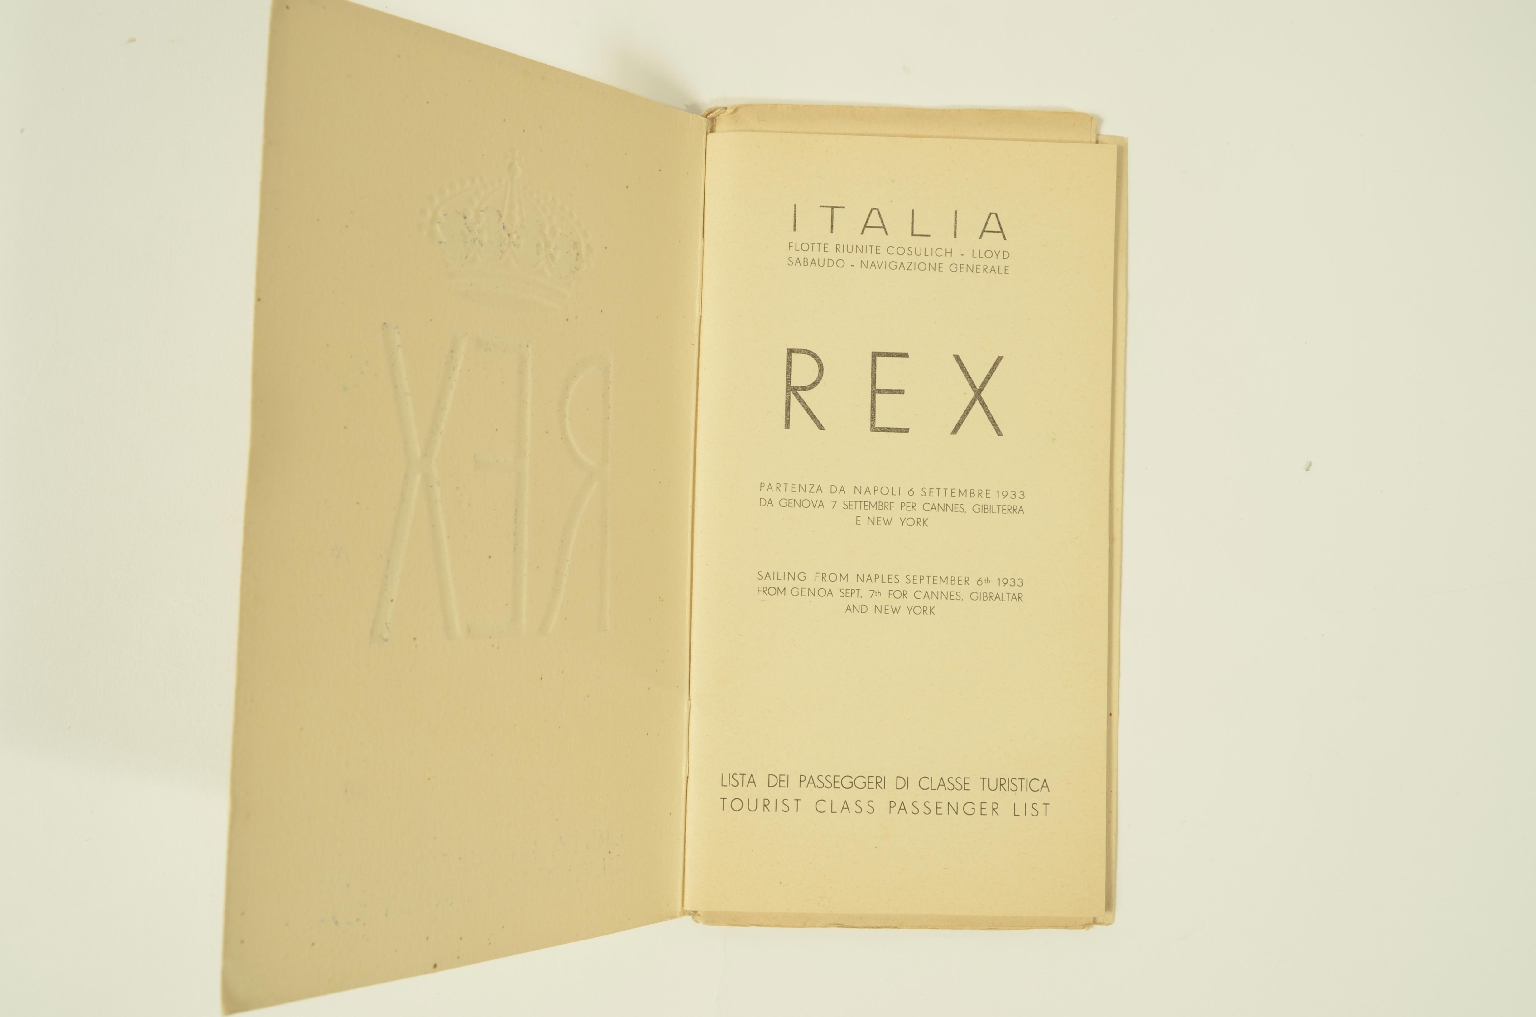 ITALIA
FLOTTE RIUNITE COSULICH - LLOYD
SABAUDO - NAVIGAZIONE GENERALE
REX
PARTENZA DA NAPOLI 6 SETTEMBRE 1933
DA GENOVA 7 SETTEMBRE PER CANNES, GIBILTERRA
E NEW YORK
SAILING FROM NAPLES SEPTEMBER 6th 1933
FROM GENOA SEPT. 7th FOR CANNES, GIBRALTAR
AND NEW YORK
LISTA DEI PASSEGGERI DI CLASSE TURISTICA
TOURIST CLASS PASSENGER LIST
REX